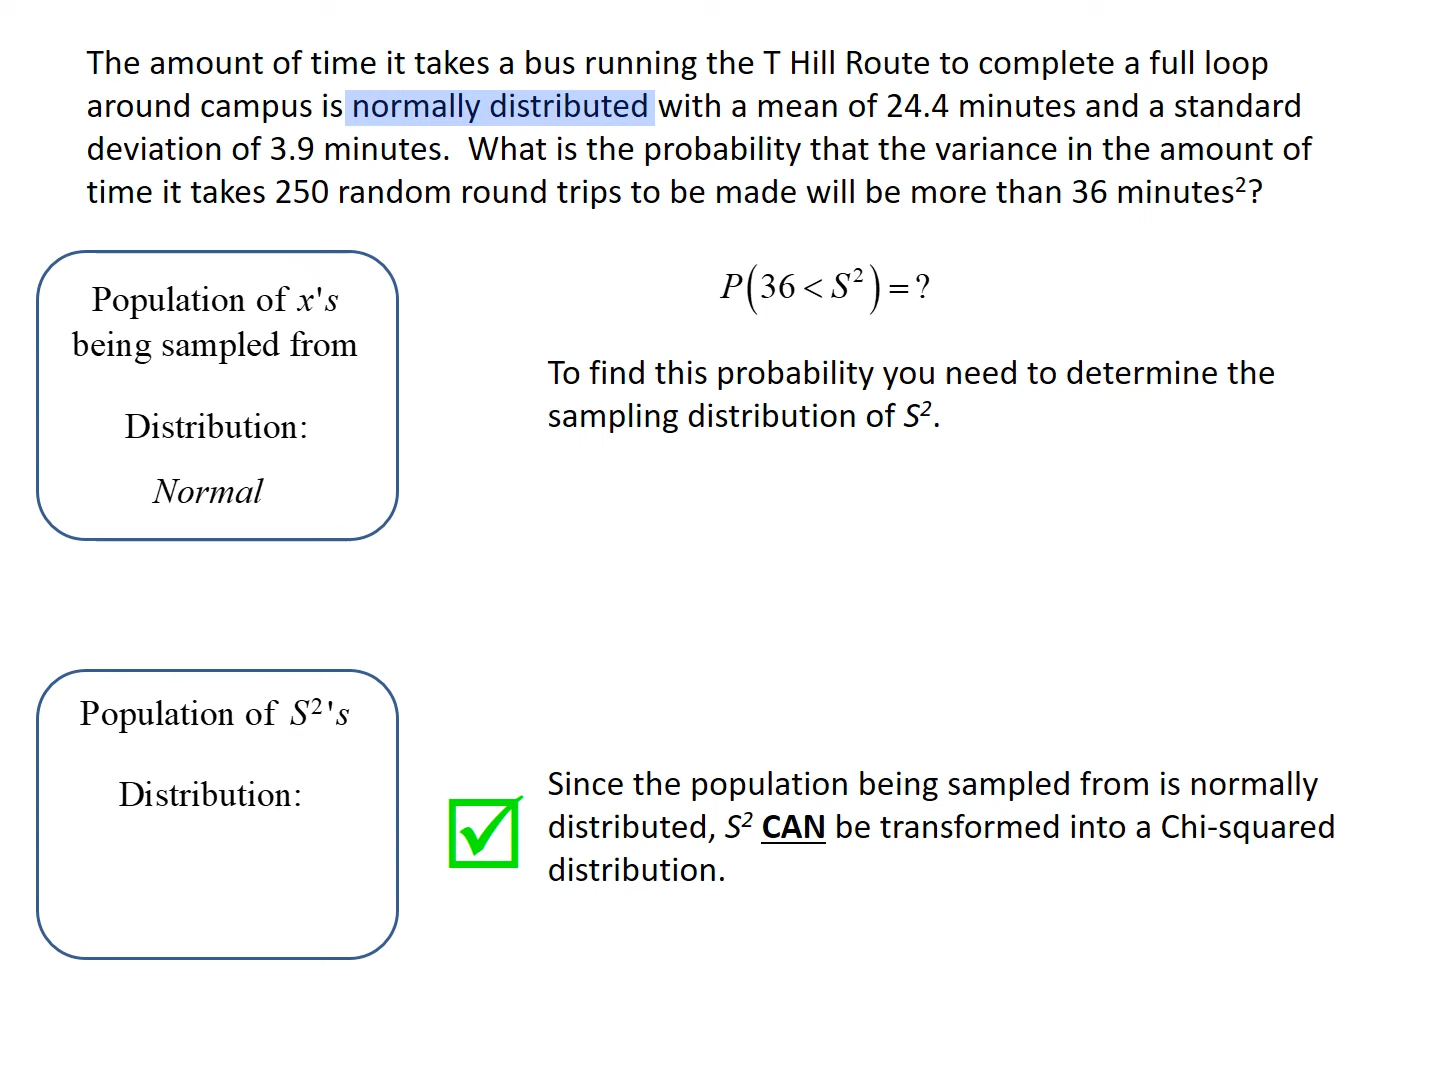 The amount of time it takes a bus running the T Hill Route to complete a full loop
around campus is normally distributed with a mean of 24.4 minutes and a standard
deviation of 3.9 minutes.  What is the probability that the variance in the amount of
time it takes 250 random round trips to be made will be more than 36 minutes²?
P(36 < S²) = ?
Population of x's
being sampled from
Distribution:
Normal
To find this probability you need to determine the
sampling distribution of S².
Population of S²'s
Distribution:
Since the population being sampled from is normally
distributed, S² CAN be transformed into a Chi-squared
distribution.